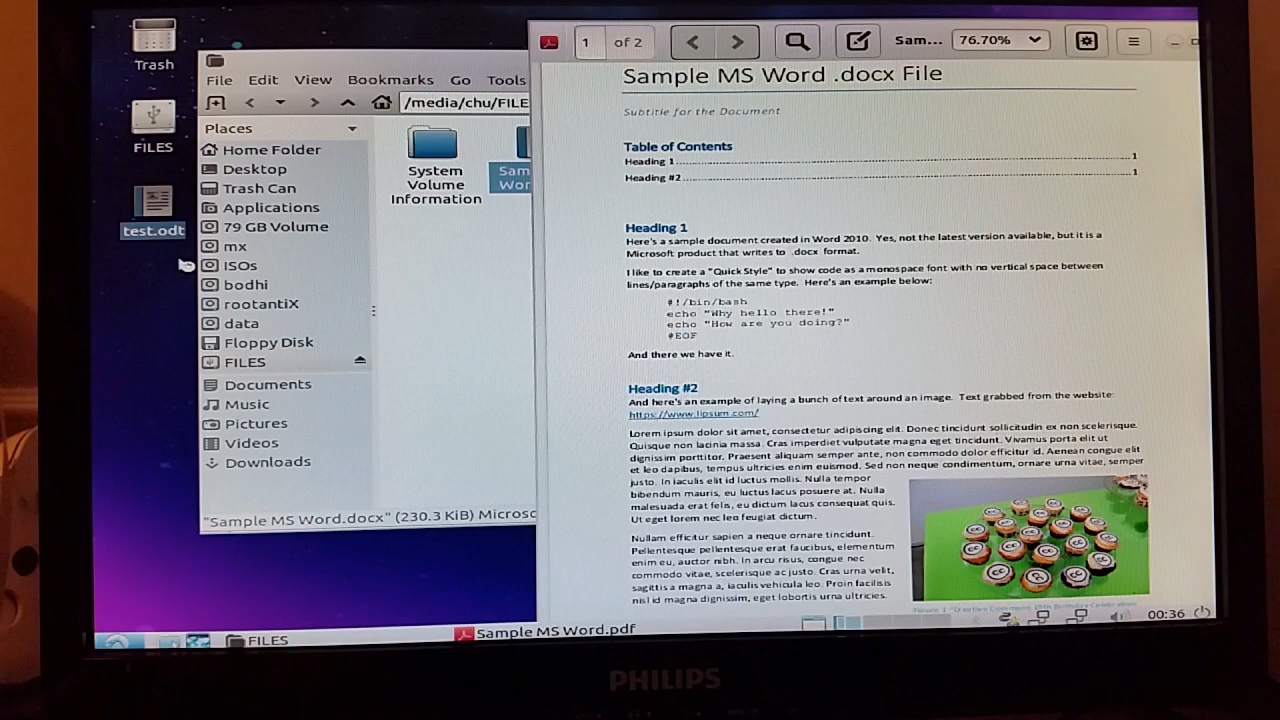 Trash
FILES
test.odt
File Edit View Bookmarks Go Tools
/media/chu/FILE
Places
Home Folder
Desktop
Trash Can
Applications
79 GB Volume
mx
ISOs
bodhi
rootantiX
data
Floppy Disk
FILES
Documents
Music
Pictures
Videos
Downloads
System
Volume
Information
Sam
Wor
"Sample MS Word.docx" (230.3 KiB) Microsc
1 of 2
Sam...
76.70%
Sample MS Word .docx File
Subtitle for the Document
Table of Contents
Heading 1 1
Heading #2 1
Heading 1
Here's a sample document created in Word 2010. Yes, not the latest version available, but it is a
Microsoft product that writes to .docx format.
I like to create a "Quick Style" to show code as a monospace font with no vertical space between
lines/paragraphs of the same type. Here's an example below:
#!/bin/bash
echo "Why hello there!"
echo "How are you doing?"
#EOF
And there we have it.
Heading #2
And here's an example of laying a bunch of text around an image. Text grabbed from the website:
https://www.lipsum.com/
Lorem ipsum dolor sit amet, consectetur adipiscing elit. Donec tincidunt sollicitudin ex non scelerisque.
Quisque non lacinia massa. Cras imperdiet vulputate magna eget tincidunt. Vivamus porta elit ut
dignissim porttitor. Praesent aliquam semper ante, non commodo dolor efficitur id. Aenean congue elit
et leo dapibus, tempus ultricies enim euismod. Sed non neque condimentum, ornare urna vitae, semper
justo. In iaculis elit id luctus mollis. Nulla tempor
bibendum mauris, eu luctus lacus posuere at. Nulla
malesuada erat felis, eu dictum lacus consequat quis.
Ut eget lorem nec leo feugiat dictum.
Nullam efficitur sapien a neque ornare tincidunt.
Pellentesque pellentesque erat faucibus, elementum
enim eu, auctor nibh. In arcu risus, congue nec
commodo vitae, scelerisque ac justo. Cras urna velit,
sagittis a magna a, iaculis vehicula leo. Proin facilisis
nisl id magna dignissim, eget lobortis urna ultricies.
Figure 1 "Creative Commons 10th Birthday Celebration
FILES
Sample MS Word.pdf
00:36
PHILIPS